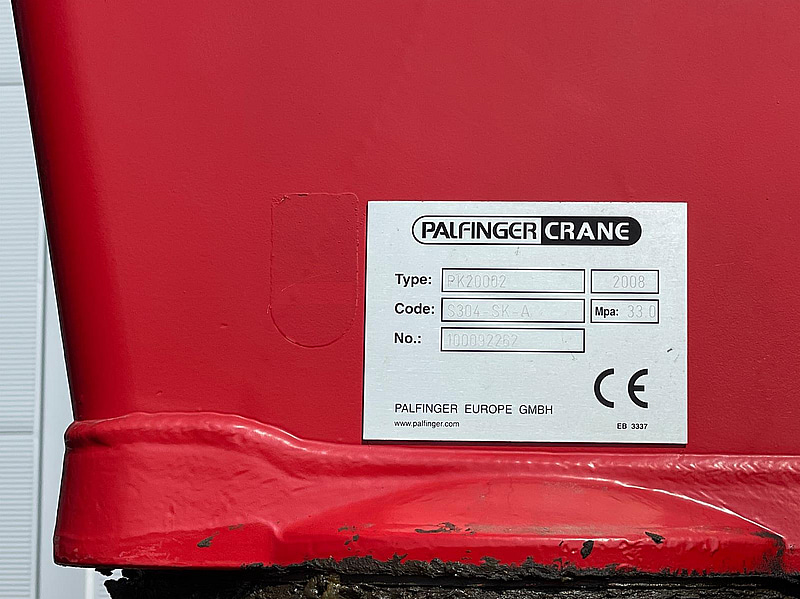 PALFINGER CRANE
Type: PK20002 2008
Code: S304-SK-A Mpa: 33.0
No.: 100092262
PALFINGER EUROPE GMBH
www.palfinger.com
EB 3337
CE